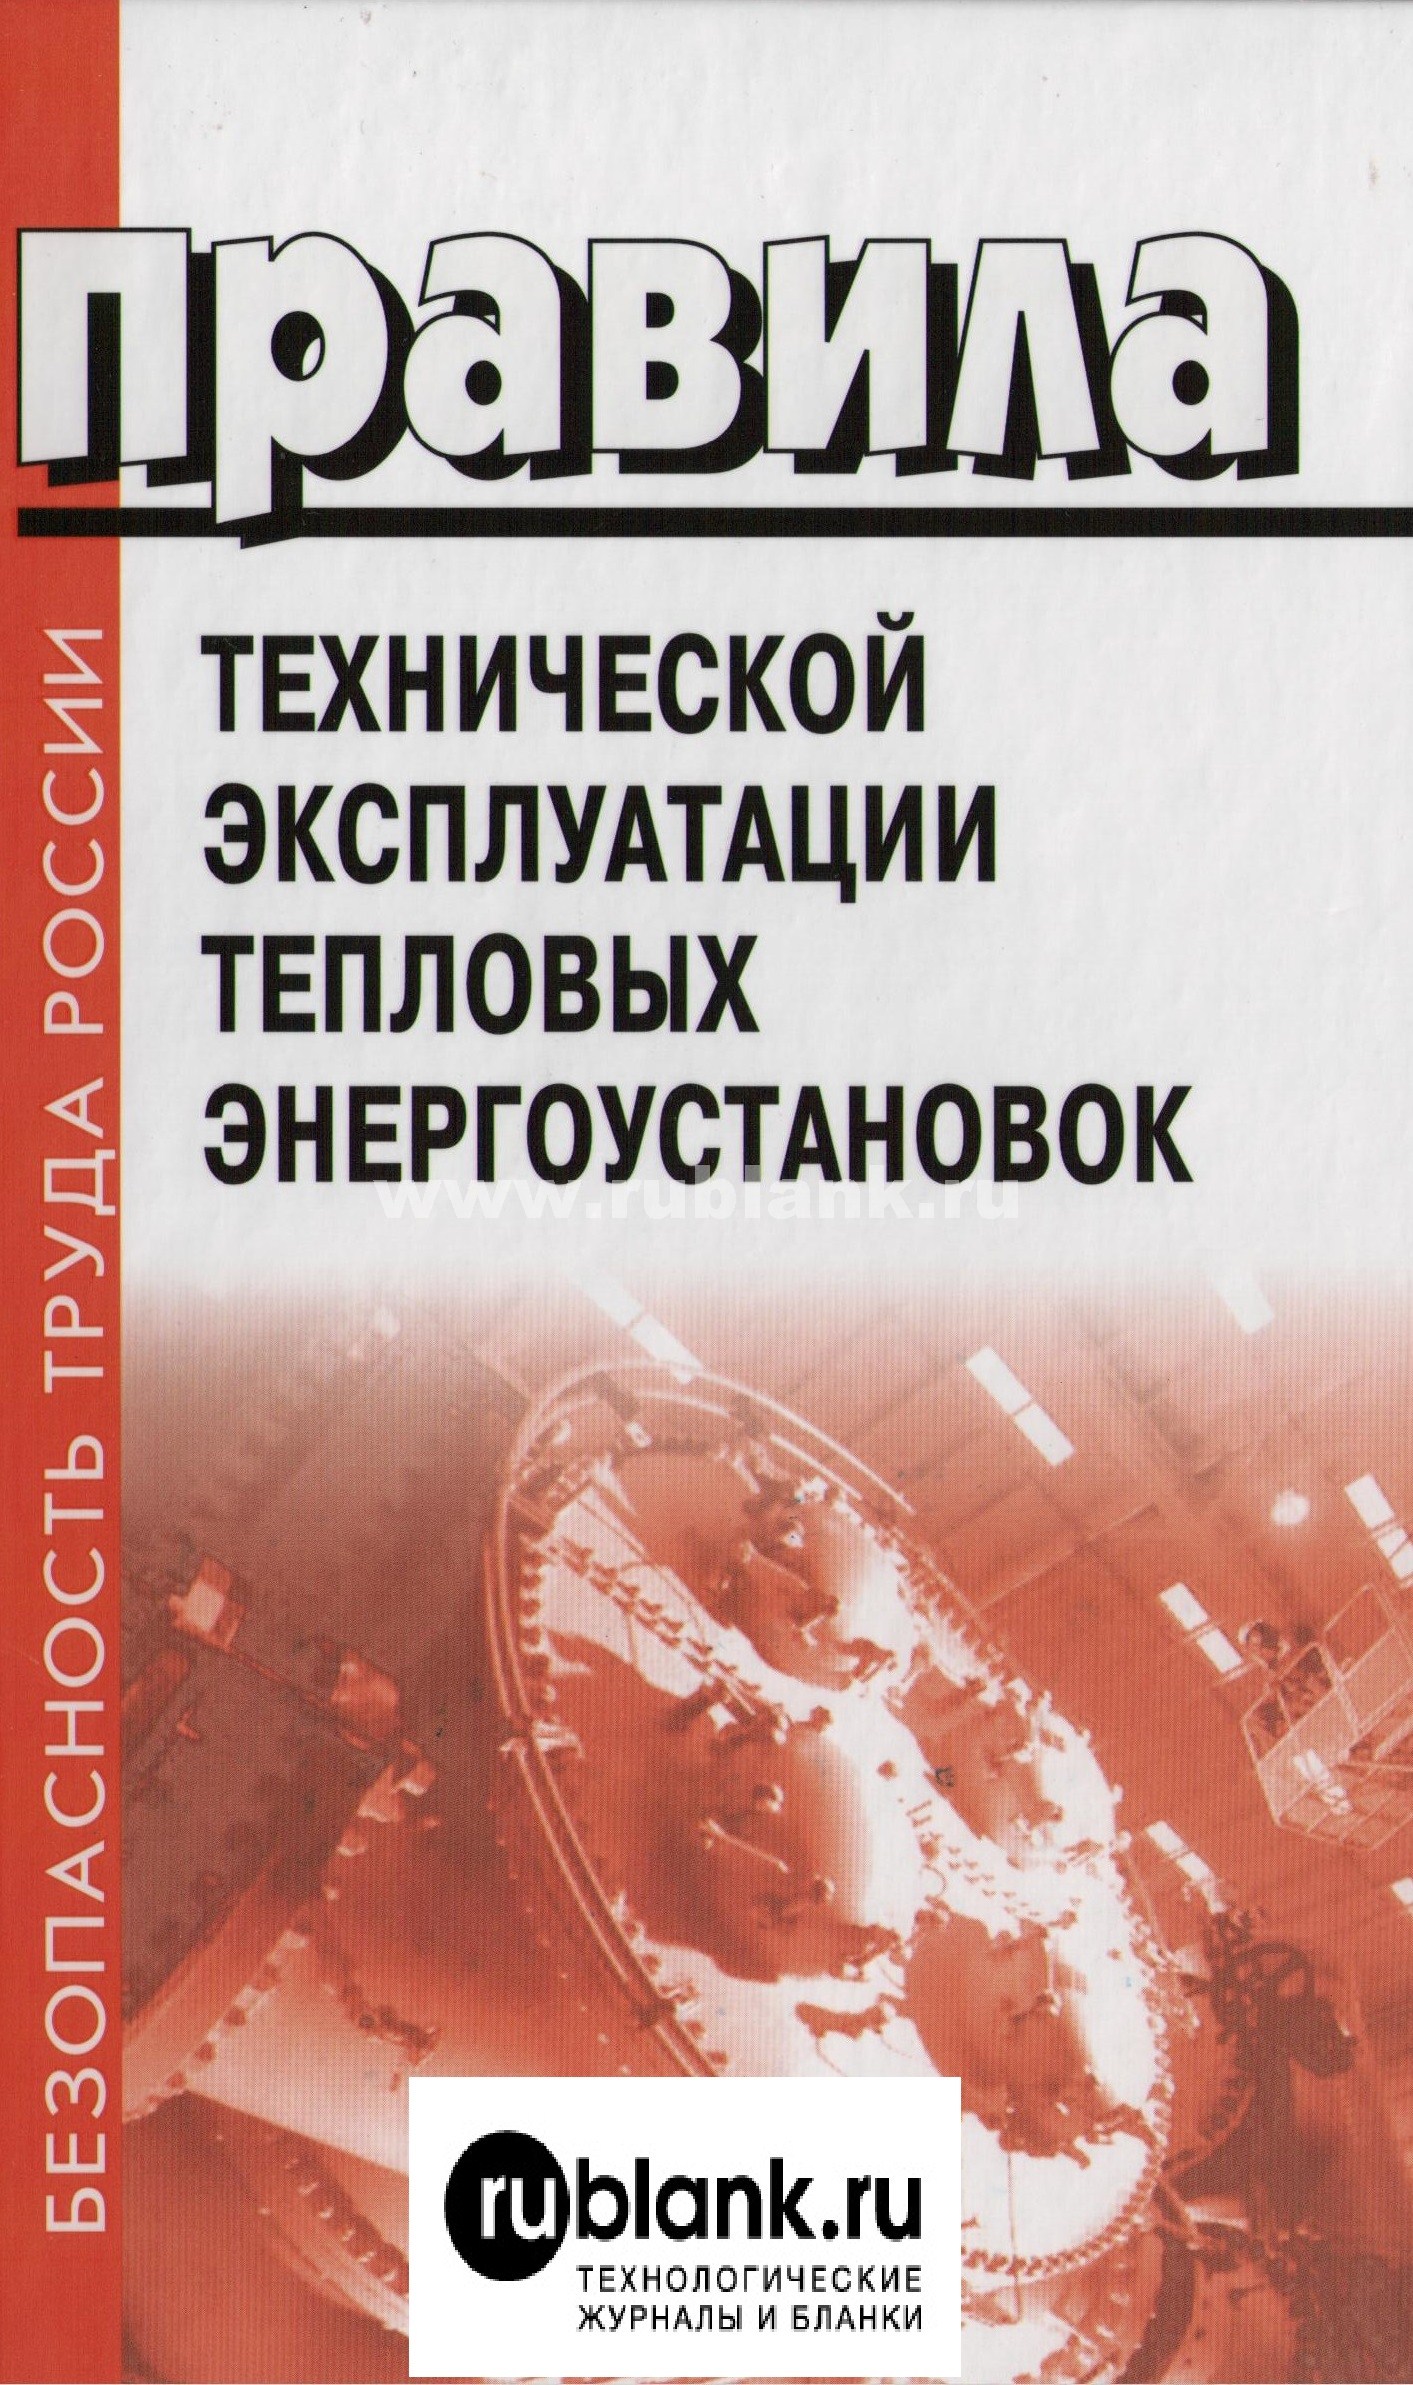 правила
ТЕХНИЧЕСКОЙ
ЭКСПЛУАТАЦИИ
ТЕПЛОВЫХ
ЭНЕРГОУСТАНОВОК
www.rublank.ru
БЕЗОПАСНОСТЬ ТРУДА РОССИИ
rublank.ru
ТЕХНОЛОГИЧЕСКИЕ
ЖУРНАЛЫ И БЛАНКИ